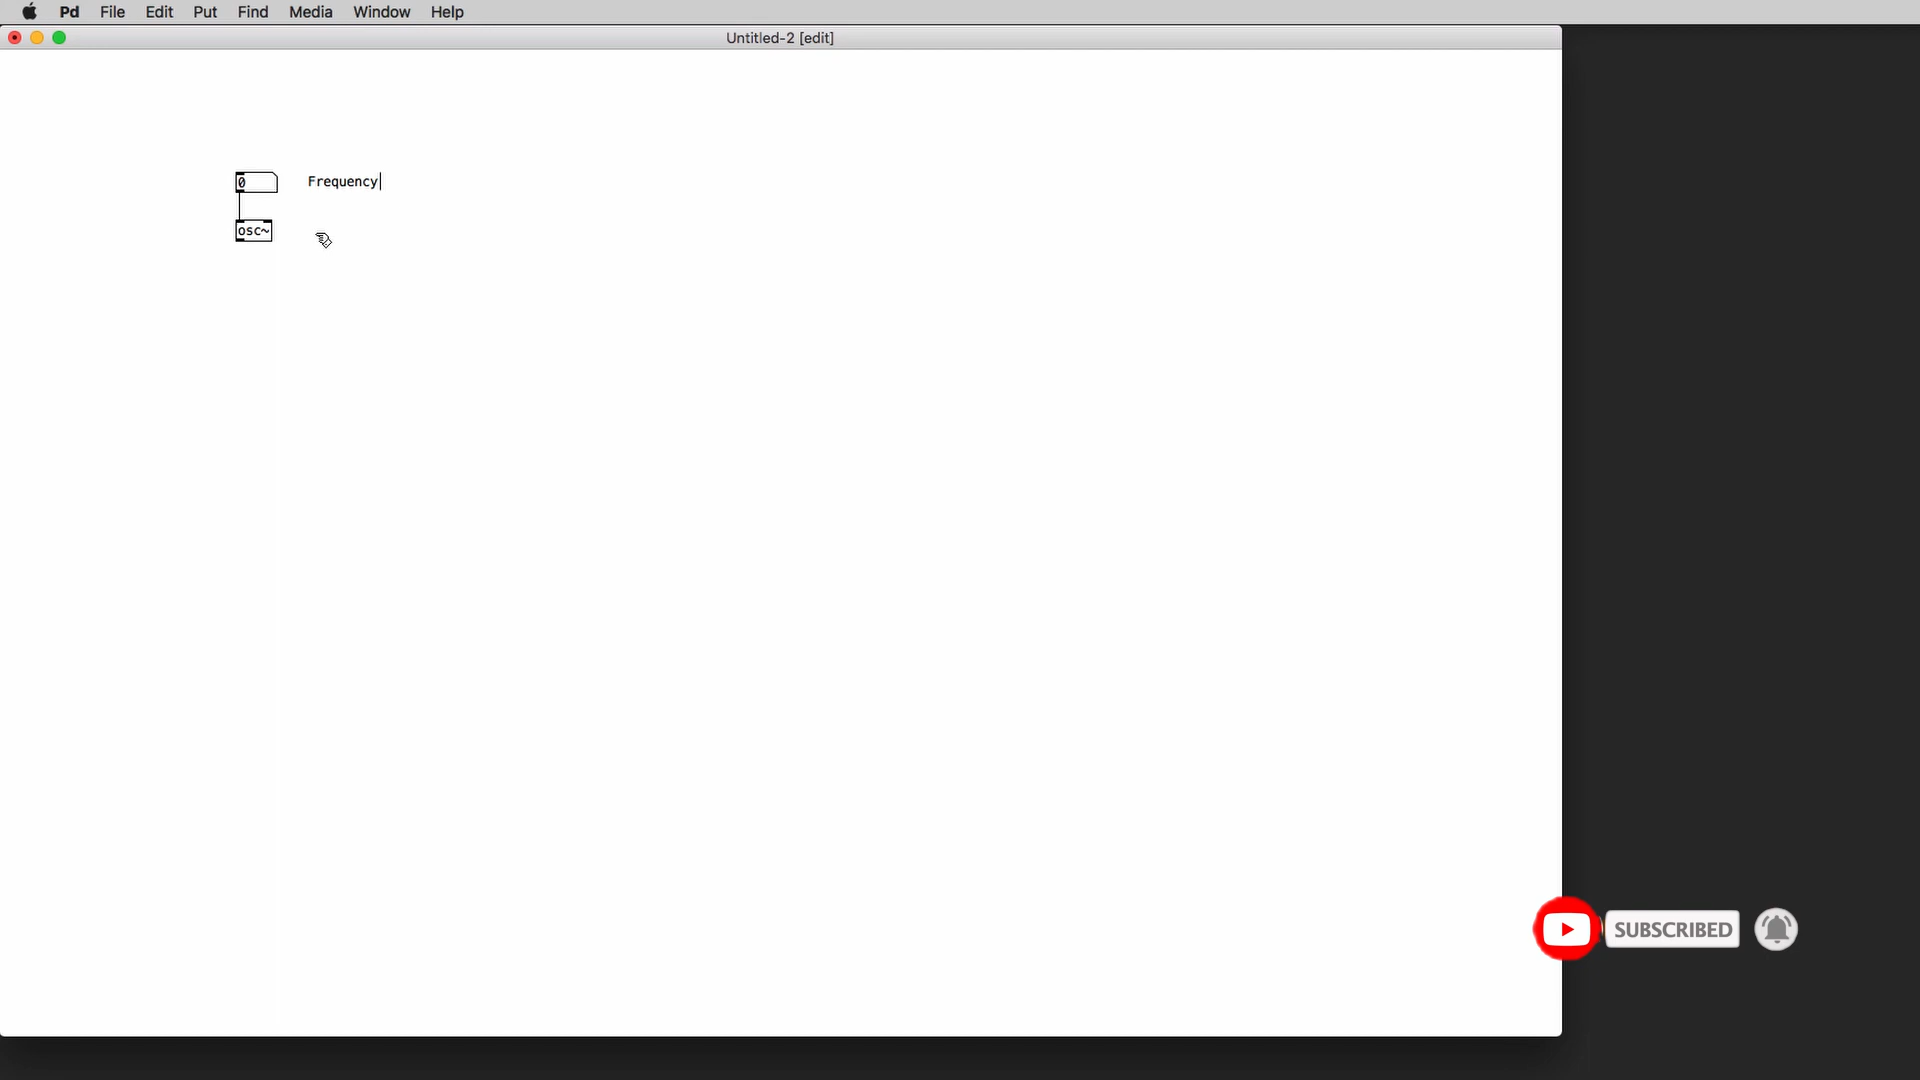 Pd File Edit Put Find Media Window Help
Untitled-2 [edit]
0 Frequency
osc~
SUBSCRIBED